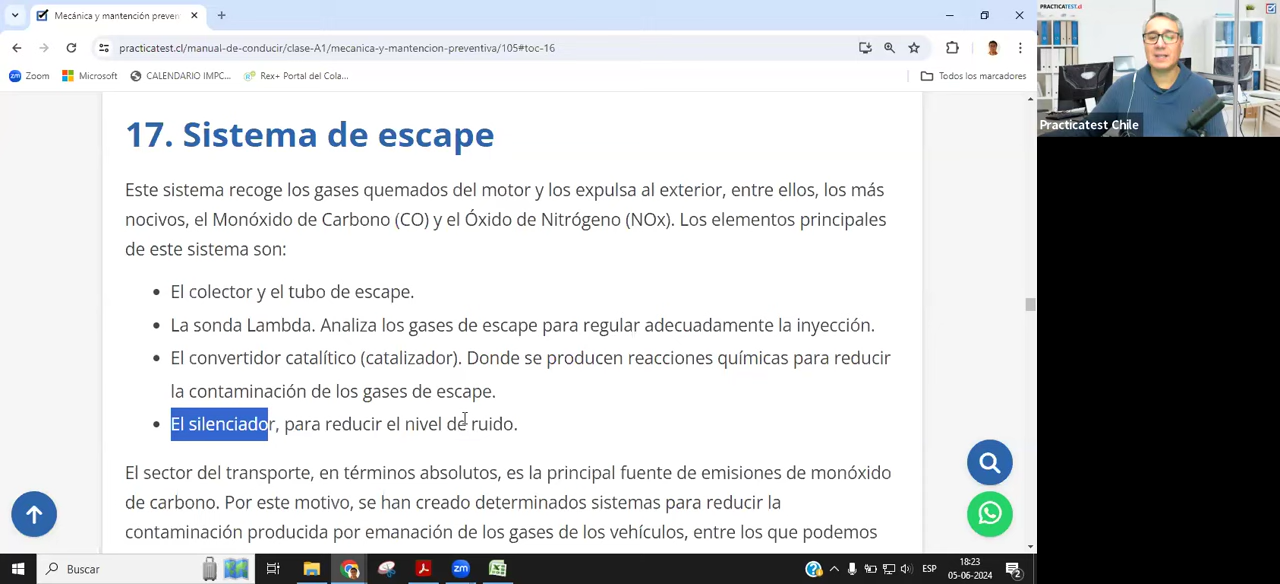 Mecánica y mantención preven
practicatest.cl/manual-de-conducir/clase-A1/mecanica-y-mantencion-preventiva/105#toc-16
Zoom
Microsoft
CALENDARIO IMPC...
Rex+ Portal del Cola...
Todos los marcadores
PRACTICATEST.cl
Practicatest Chile
17. Sistema de escape
Este sistema recoge los gases quemados del motor y los expulsa al exterior, entre ellos, los más
nocivos, el Monóxido de Carbono (CO) y el Óxido de Nitrógeno (NOx). Los elementos principales
de este sistema son:
• El colector y el tubo de escape.
• La sonda Lambda. Analiza los gases de escape para regular adecuadamente la inyección.
• El convertidor catalítico (catalizador). Donde se producen reacciones químicas para reducir
la contaminación de los gases de escape.
• El silenciador, para reducir el nivel de ruido.
El sector del transporte, en términos absolutos, es la principal fuente de emisiones de monóxido
de carbono. Por este motivo, se han creado determinados sistemas para reducir la
contaminación producida por emanación de los gases de los vehículos, entre los que podemos
Buscar
zm
ESP
18:23
05-06-2024
2